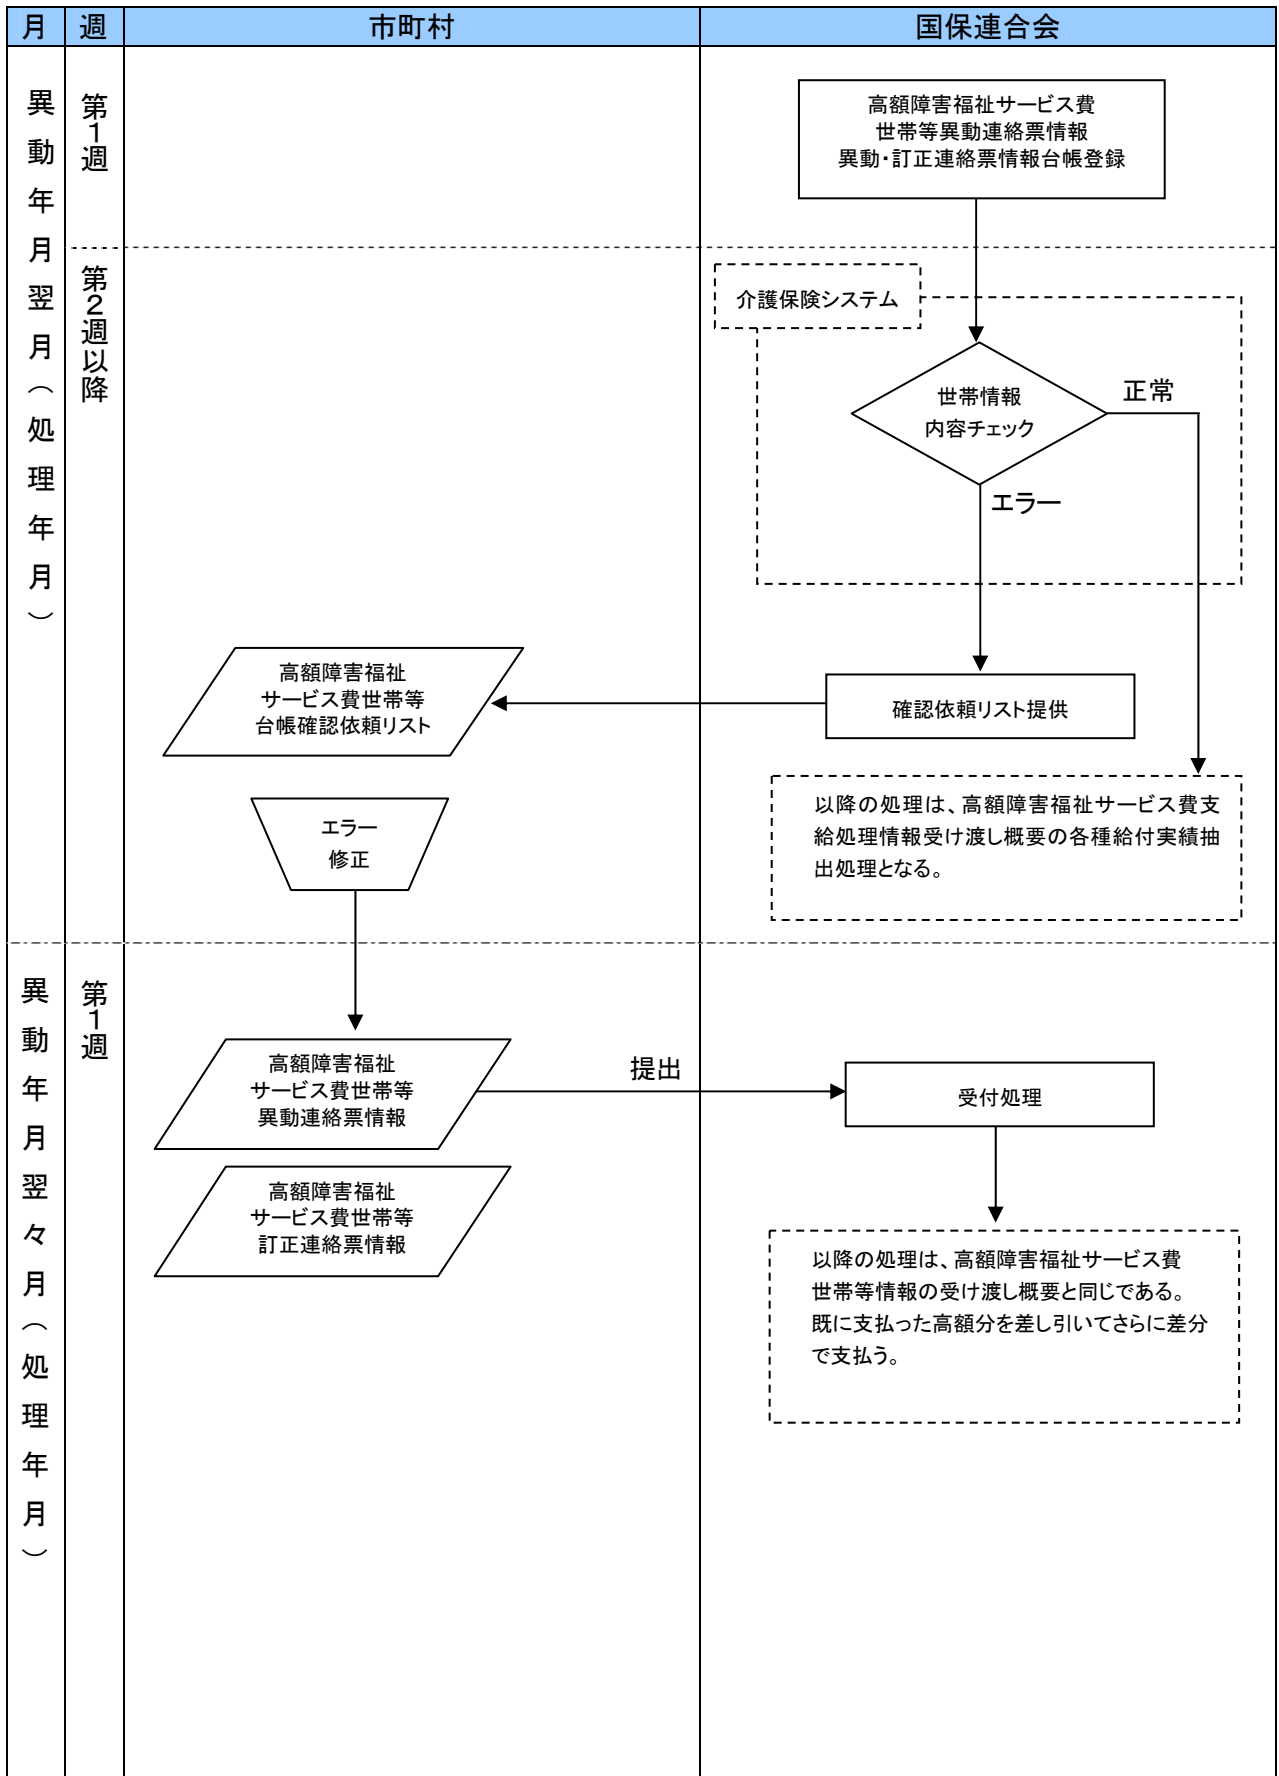 月
週
市町村
国保連合会
異動年月翌月（処理年月）
第1週
高額障害福祉サービス費
世帯等異動連絡票情報
異動・訂正連絡票情報台帳登録
第2週以降
介護保険システム
世帯情報
内容チェック
正常
エラー
高額障害福祉
サービス費世帯等
台帳確認依頼リスト
確認依頼リスト提供
エラー
修正
以降の処理は、高額障害福祉サービス費支
給処理情報受け渡し概要の各種給付実績抽
出処理となる。
異動年月翌々月（処理年月）
第1週
高額障害福祉
サービス費世帯等
異動連絡票情報
提出
受付処理
高額障害福祉
サービス費世帯等
訂正連絡票情報
以降の処理は、高額障害福祉サービス費
世帯等情報の受け渡し概要と同じである。
既に支払った高額分を差し引いてさらに差分
で支払う。